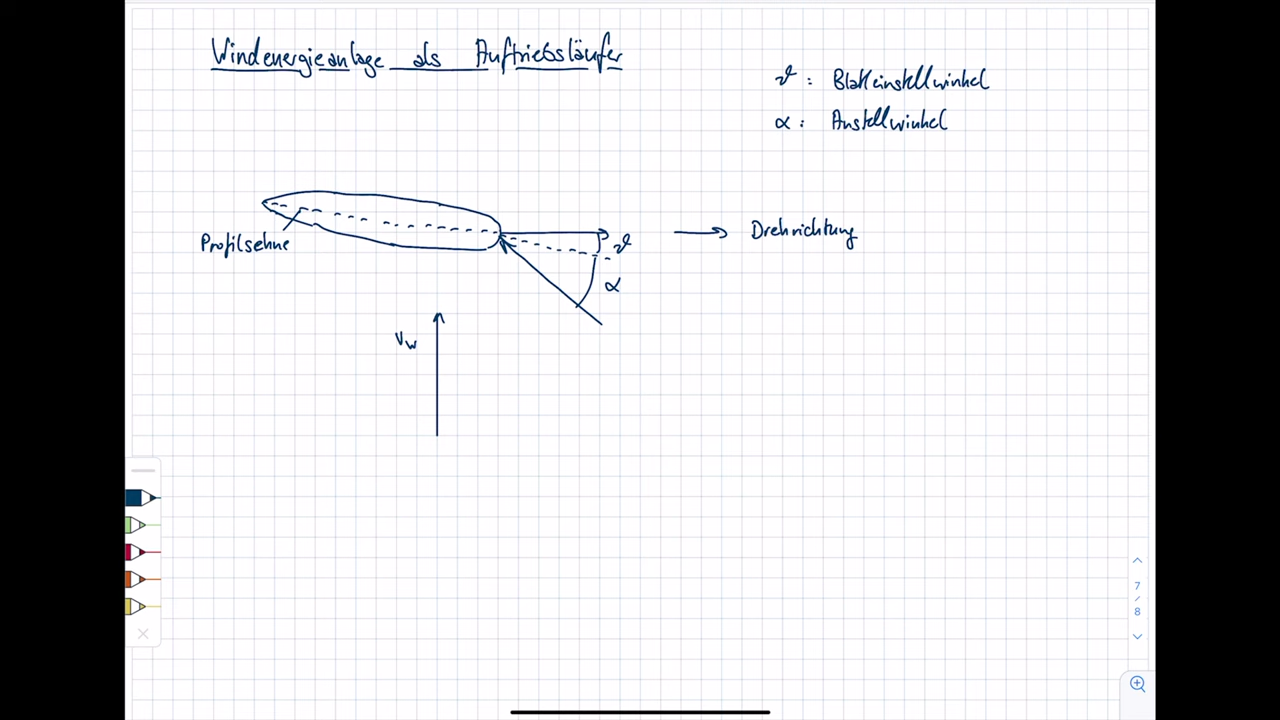 Windenergieanlage als Auftriebsläufer
ϑ : Blatteinstellwinkel
α : Anstellwinkel
Profilsehne
ϑ
Drehrichtung
α
v_w
7
/
8